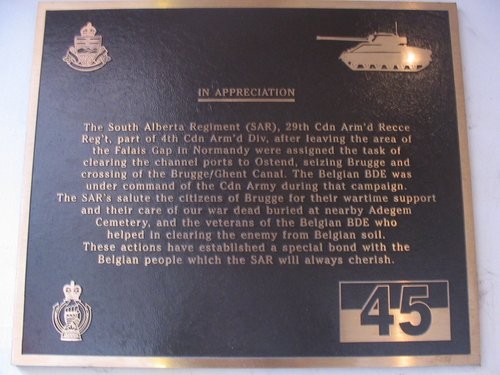 IN APPRECIATION
The South Alberta Regiment (SAR), 29th Cdn Arm'd Recce
Reg't, part of 4th Cdn Arm'd Div, after leaving the area of
the Falais Gap in Normandy were assigned the task of
clearing the channel ports to Ostend, seizing Brugge and
crossing of the Brugge/Ghent Canal. The Belgian BDE was
under command of the Cdn Army during that campaign.
The SAR's salute the citizens of Brugge for their wartime support
and their care of our war dead buried at nearby Adegem
Cemetery, and the veterans of the Belgian BDE who
helped in clearing the enemy from Belgian soil.
These actions have established a special bond with the
Belgian people which the SAR will always cherish.
45